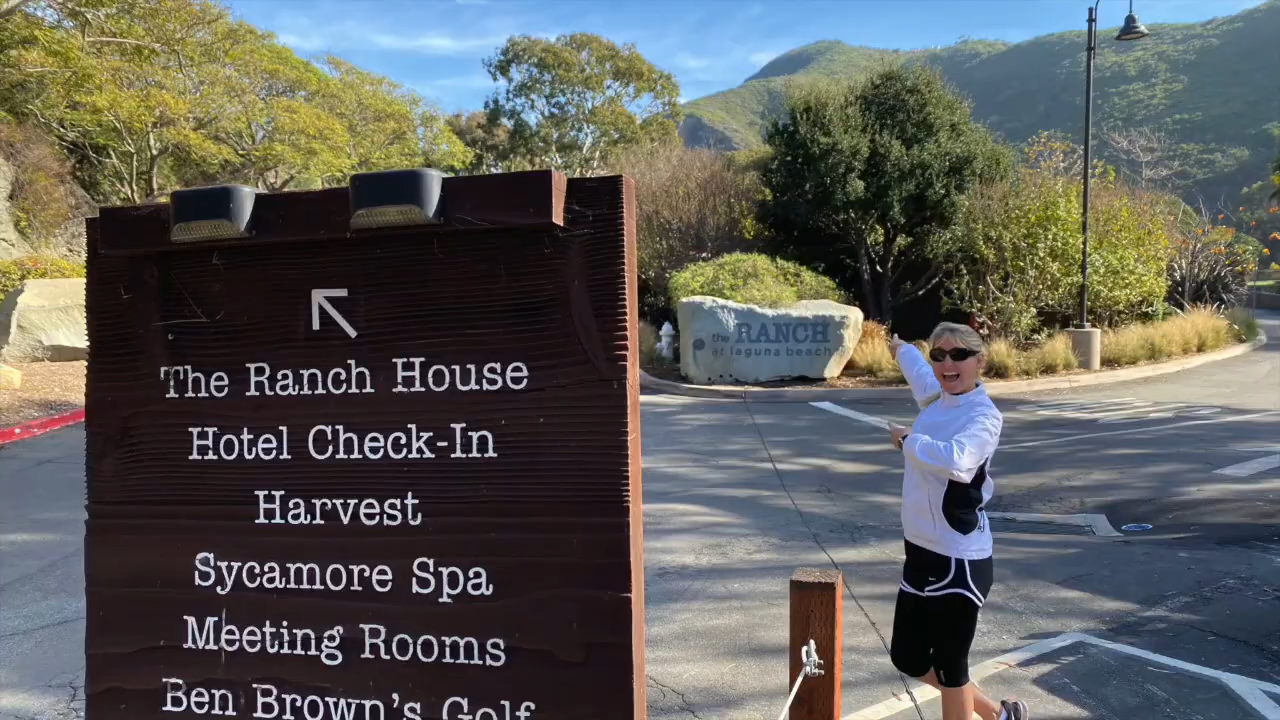 The Ranch House
Hotel Check-In
Harvest
Sycamore Spa
Meeting Rooms
Ben Brown's Golf
the RANCH
at laguna beach